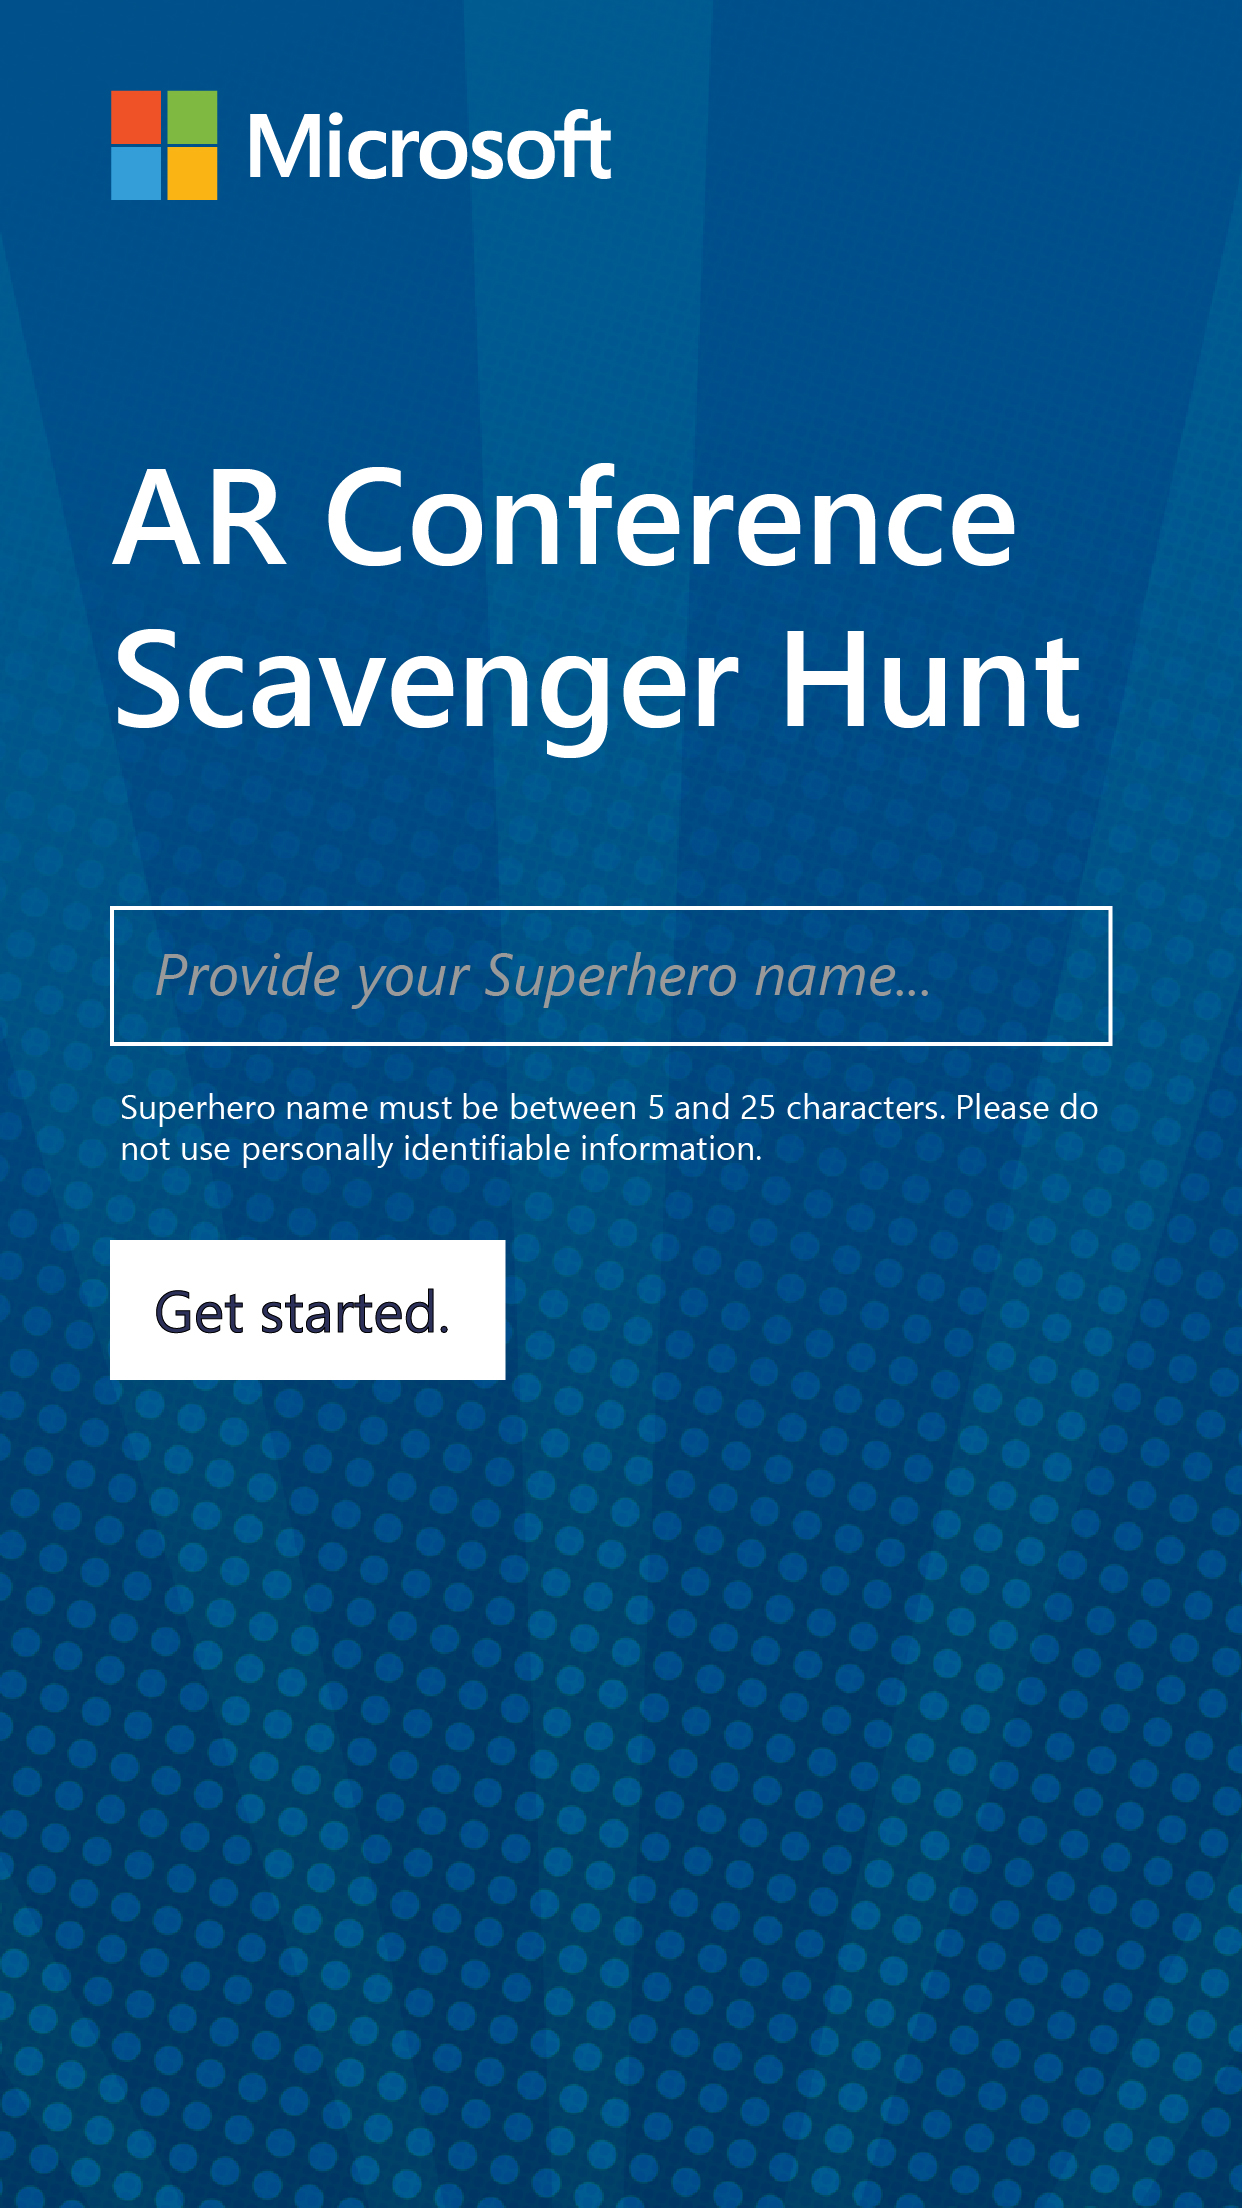 Microsoft
AR Conference
Scavenger Hunt
Provide your Superhero name...
Superhero name must be between 5 and 25 characters. Please do
not use personally identifiable information.
Get started.